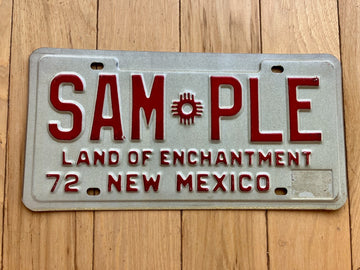 SAM PLE
LAND OF ENCHANTMENT
72 NEW MEXICO